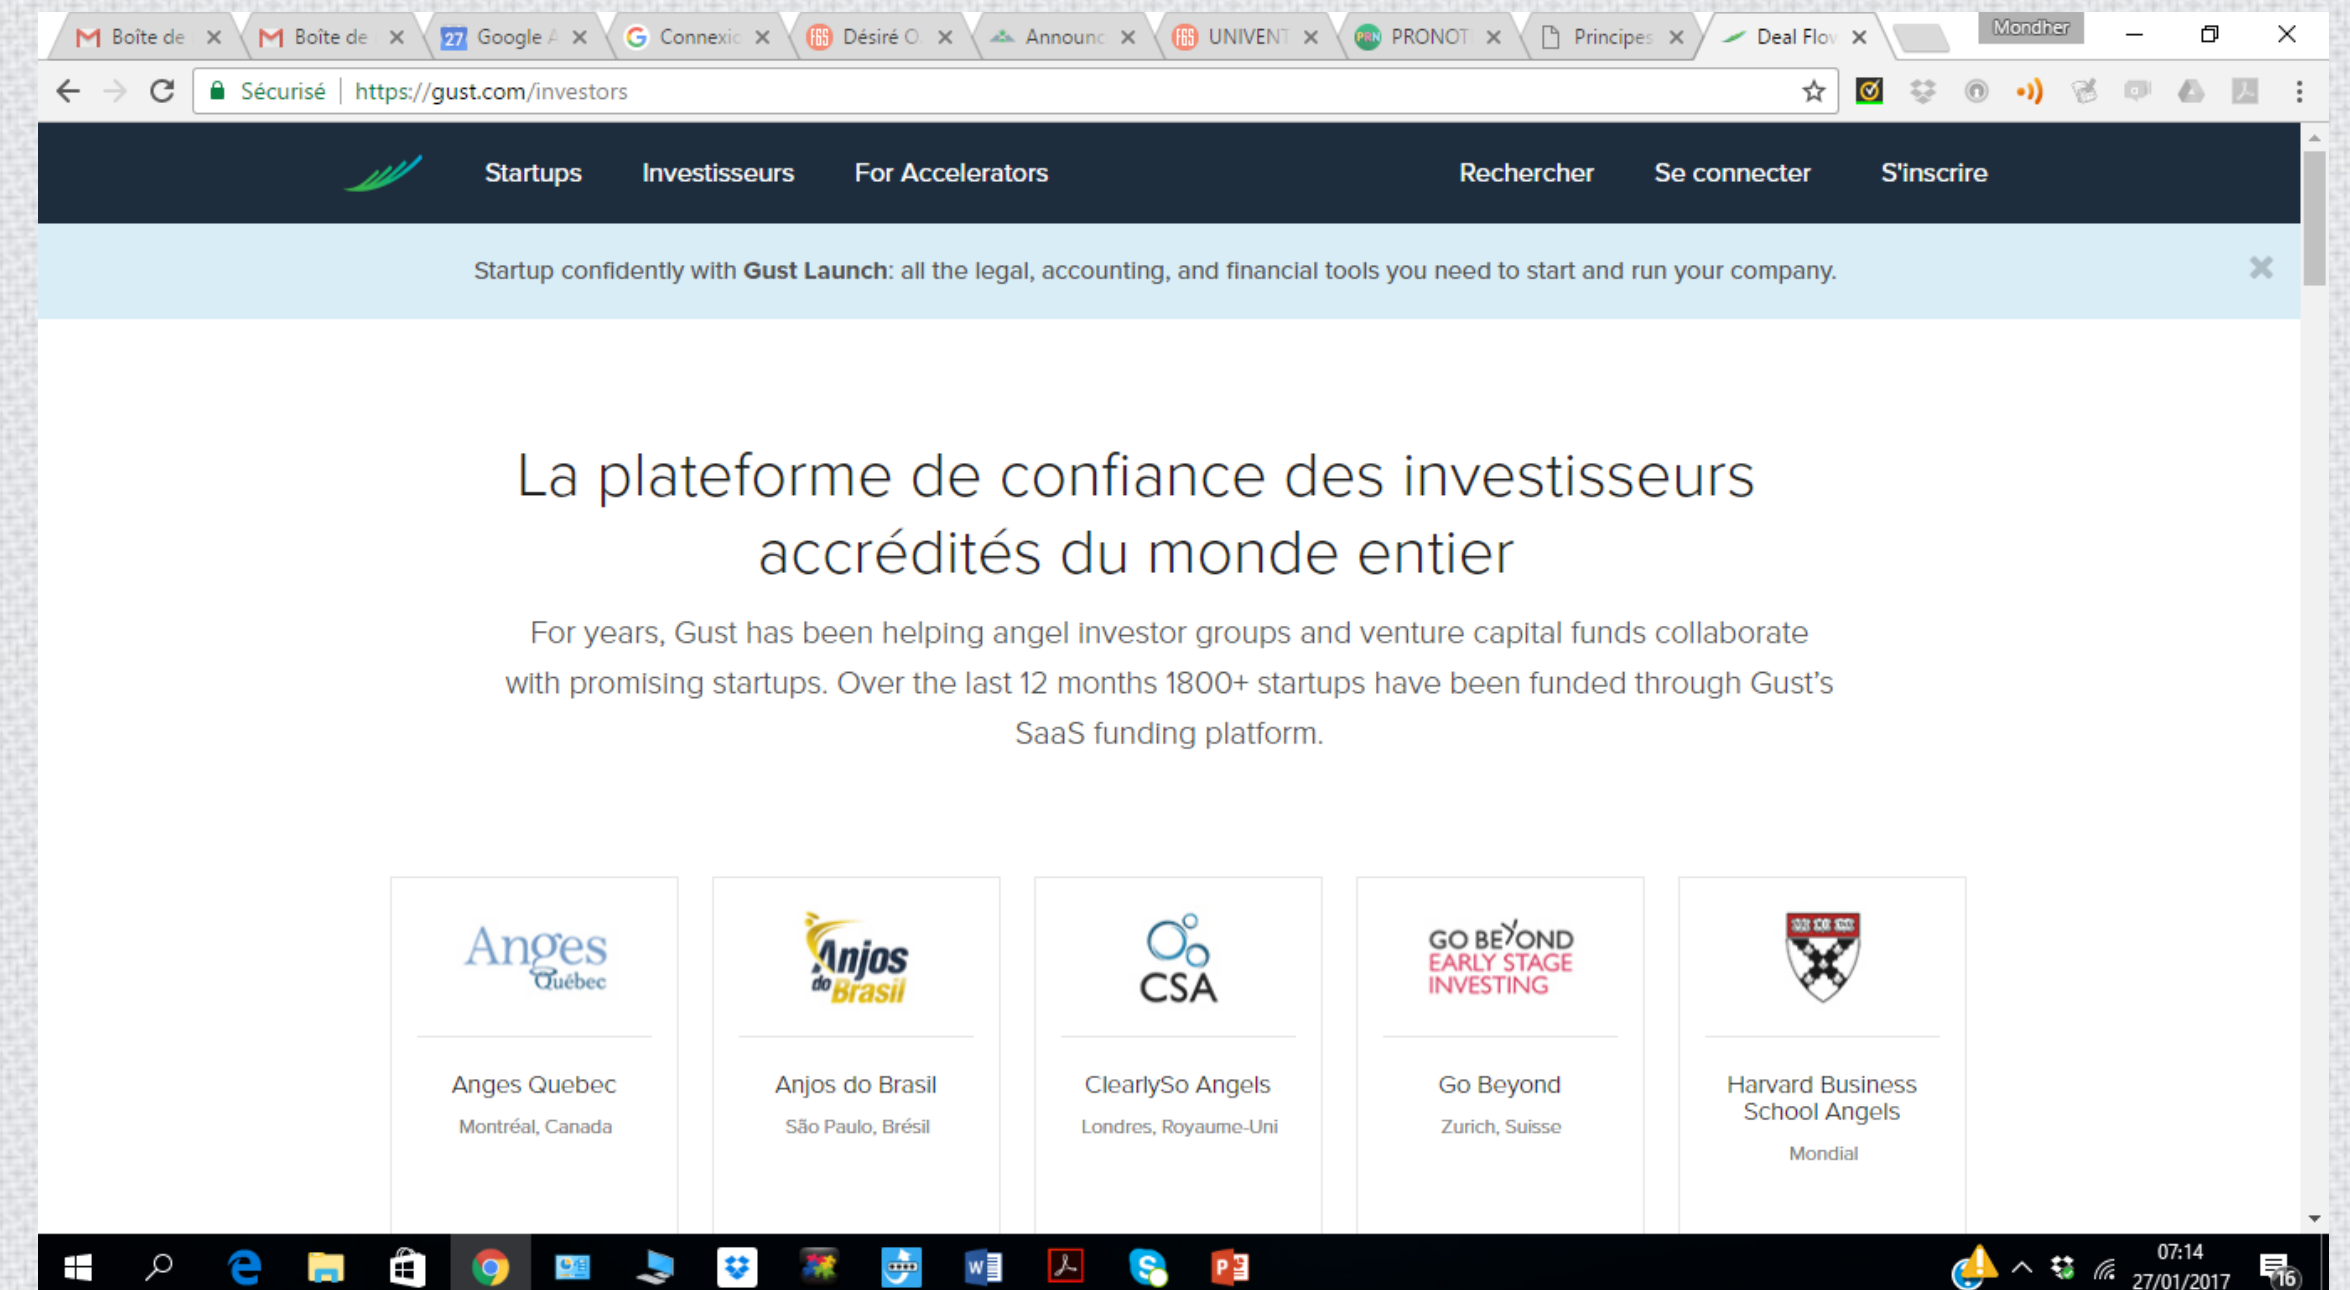 Boîte de
Boîte de
27 Google A
Connexio
Désiré O.
Announc
UNIVENT
PRN PRONOT
Principes
Deal Flow
Mondher
Sécurisé | https://gust.com/investors
Startups Investisseurs For Accelerators Rechercher Se connecter S'inscrire
Startup confidently with Gust Launch: all the legal, accounting, and financial tools you need to start and run your company.
La plateforme de confiance des investisseurs
accrédités du monde entier
For years, Gust has been helping angel investor groups and venture capital funds collaborate
with promising startups. Over the last 12 months 1800+ startups have been funded through Gust's
SaaS funding platform.
Anges
Québec
Anges Quebec
Montréal, Canada
Anjos
do Brasil
Anjos do Brasil
São Paulo, Brésil
CSA
ClearlySo Angels
Londres, Royaume-Uni
GO BEYOND
EARLY STAGE
INVESTING
Go Beyond
Zurich, Suisse
Harvard Business
School Angels
Mondial
07:14
27/01/2017
16